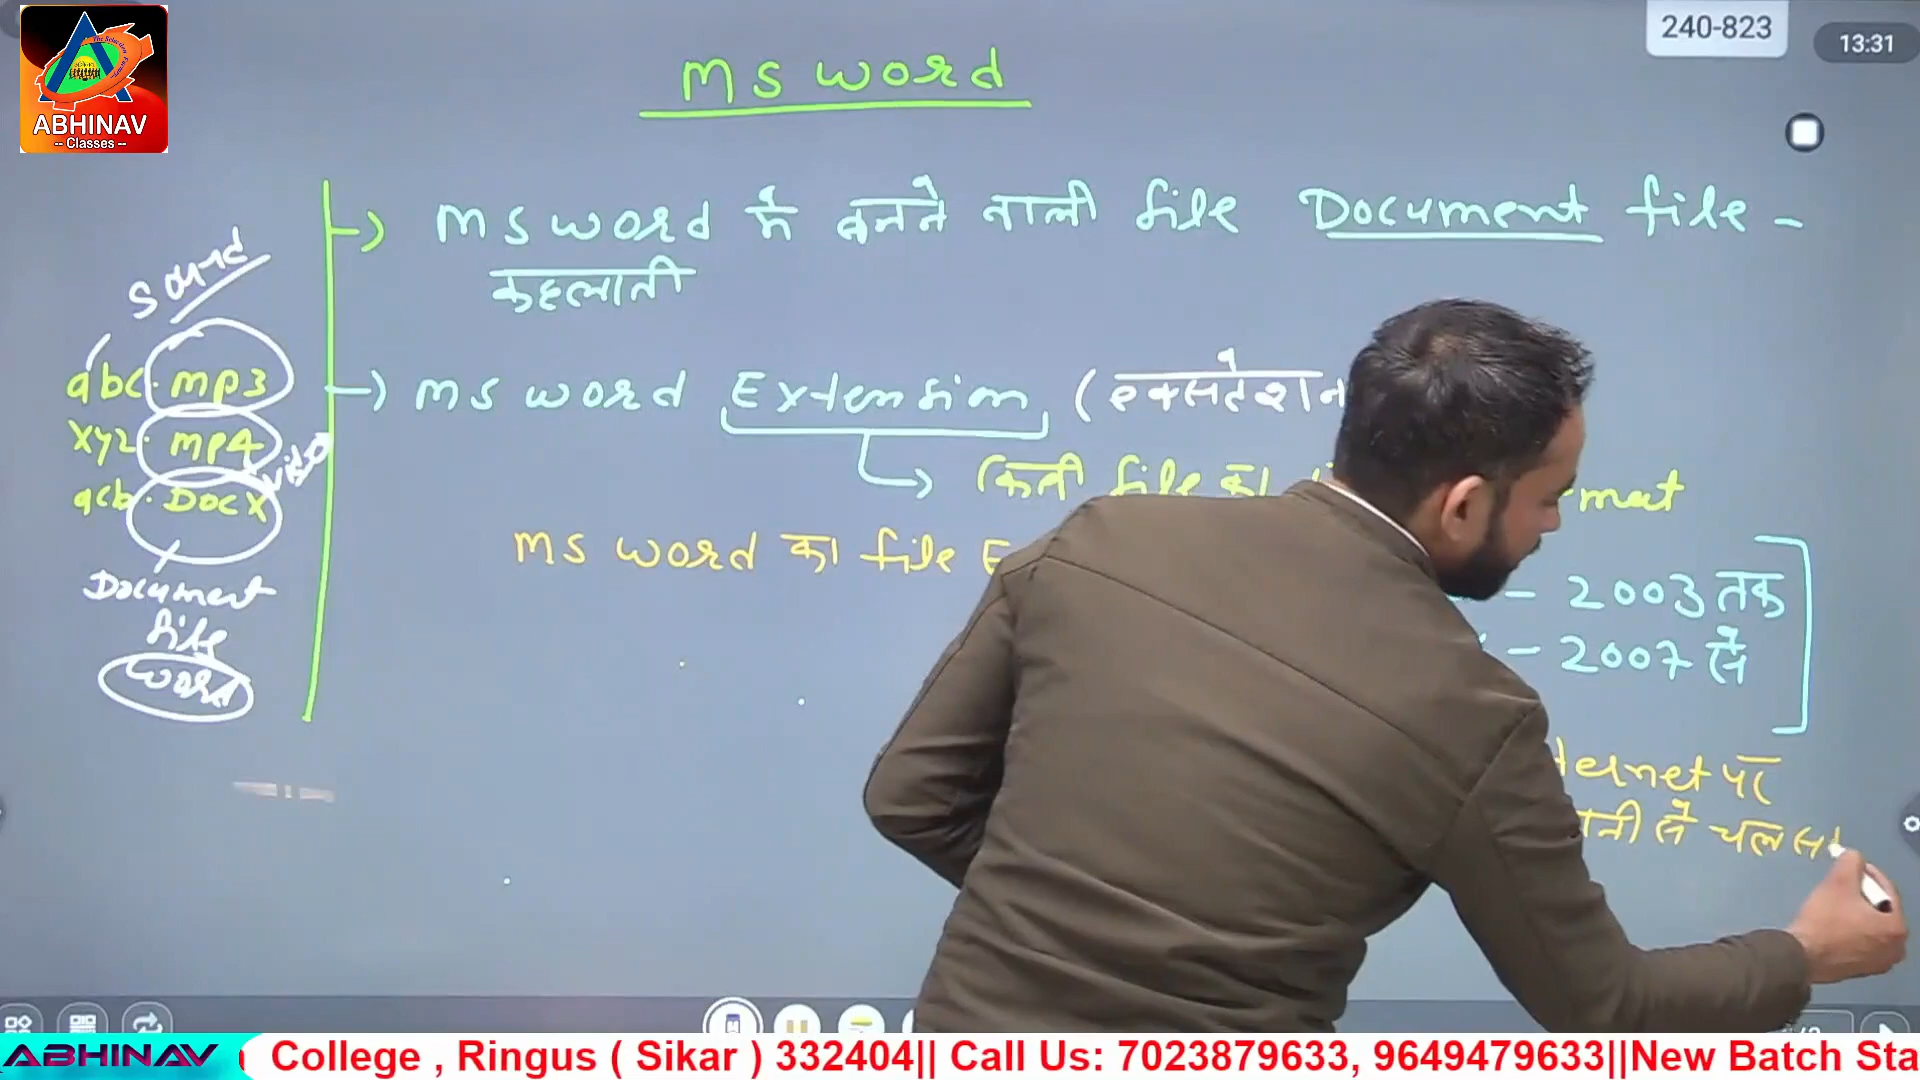 240-823
13:31
ABHINAV
-- Classes --
MS Word
MS Word में बनने वाली file Document file -
कहलाती
Sound
abc. mp3
MS Word Extension (एक्सटेंशन
xyz. mp4
Video
acb. Docx
किसी file का
MS Word का file E
Document
file
Word
- 2003 तक
- 2007 से
ternet पर
नी से चल स
ABHINAV
College , Ringus ( Sikar ) 332404|| Call Us: 7023879633, 9649479633||New Batch Sta